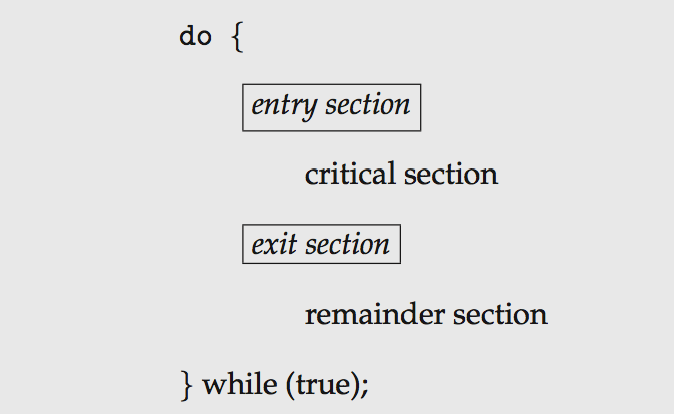 do {
entry section
critical section
exit section
remainder section
} while (true);